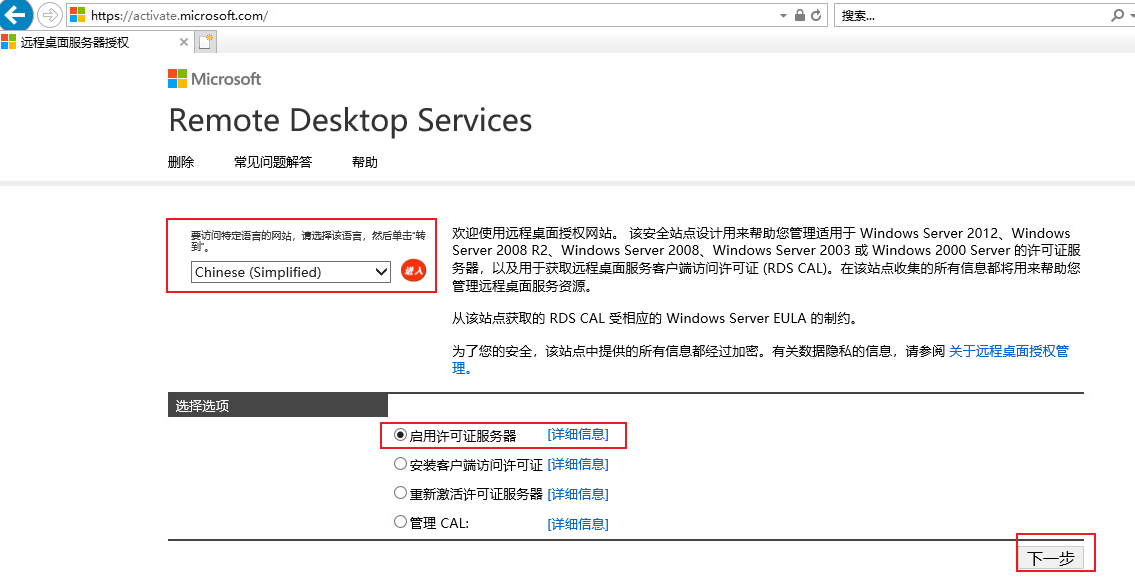 https://activate.microsoft.com/
搜索...
远程桌面服务器授权
Microsoft
Remote Desktop Services
删除 常见问题解答 帮助
要访问特定语言的网站，请选择该语言，然后单击"转
到"。
Chinese (Simplified) 进入
欢迎使用远程桌面授权网站。 该安全站点设计用来帮助您管理适用于 Windows Server 2012、Windows
Server 2008 R2、Windows Server 2008、Windows Server 2003 或 Windows 2000 Server 的许可证服
务器，以及用于获取远程桌面服务客户端访问许可证 (RDS CAL)。在该站点收集的所有信息都将用来帮助您
管理远程桌面服务资源。
从该站点获取的 RDS CAL 受相应的 Windows Server EULA 的制约。
为了您的安全，该站点中提供的所有信息都经过加密。有关数据隐私的信息，请参阅 关于远程桌面授权管
理。
选择选项
启用许可证服务器 [详细信息]
安装客户端访问许可证 [详细信息]
重新激活许可证服务器 [详细信息]
管理 CAL: [详细信息]
下一步